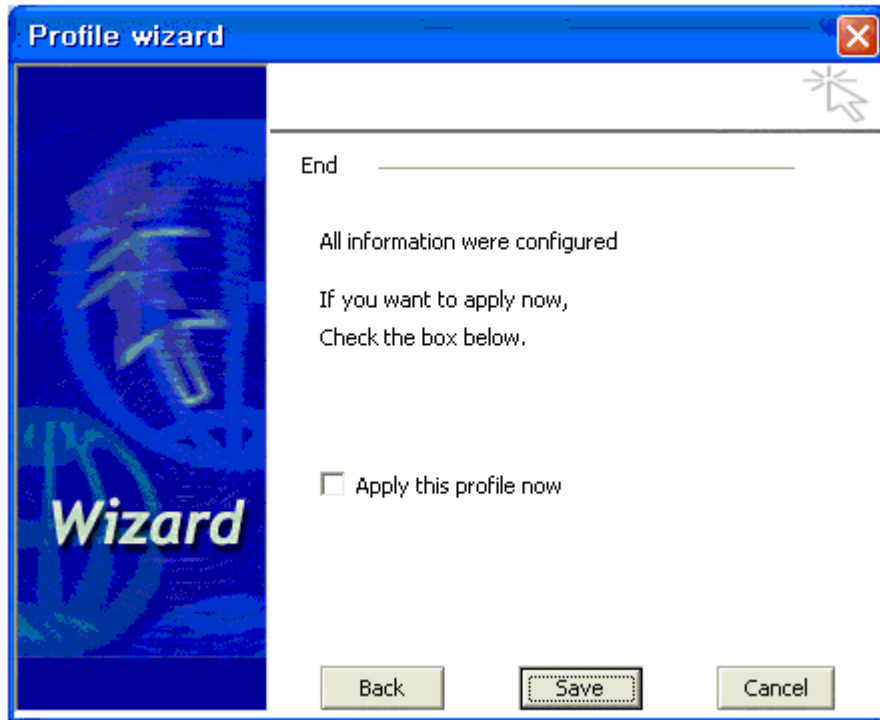 Profile wizard
End
All information were configured
If you want to apply now,
Check the box below.
Apply this profile now
Wizard
Back
Save
Cancel